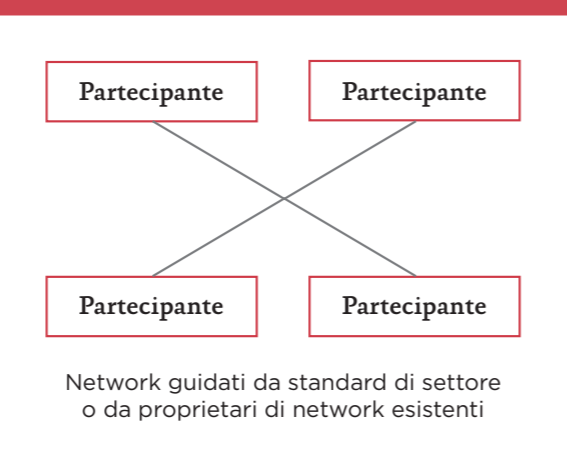 Partecipante
Partecipante
Partecipante
Partecipante
Network guidati da standard di settore
o da proprietari di network esistenti